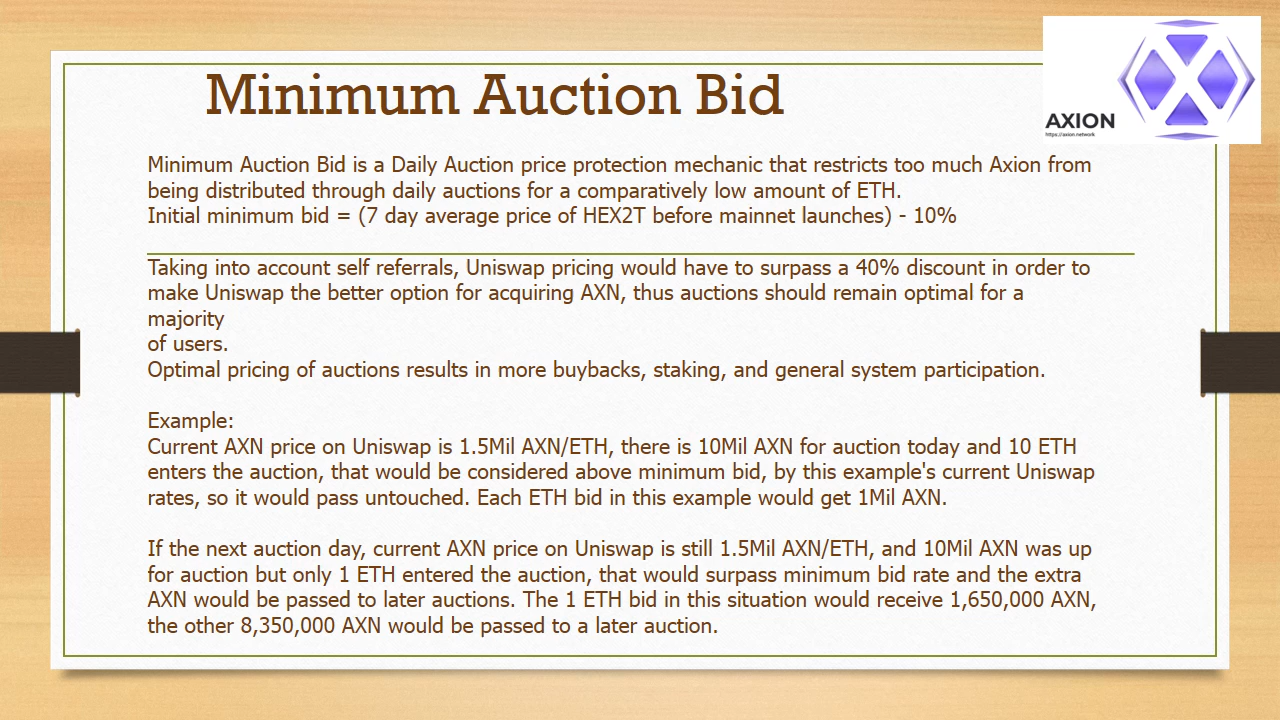 Minimum Auction Bid
AXION
https://axion.network
Minimum Auction Bid is a Daily Auction price protection mechanic that restricts too much Axion from
being distributed through daily auctions for a comparatively low amount of ETH.
Initial minimum bid = (7 day average price of HEX2T before mainnet launches) - 10%
Taking into account self referrals, Uniswap pricing would have to surpass a 40% discount in order to
make Uniswap the better option for acquiring AXN, thus auctions should remain optimal for a
majority
of users.
Optimal pricing of auctions results in more buybacks, staking, and general system participation.
Example:
Current AXN price on Uniswap is 1.5Mil AXN/ETH, there is 10Mil AXN for auction today and 10 ETH
enters the auction, that would be considered above minimum bid, by this example's current Uniswap
rates, so it would pass untouched. Each ETH bid in this example would get 1Mil AXN.
If the next auction day, current AXN price on Uniswap is still 1.5Mil AXN/ETH, and 10Mil AXN was up
for auction but only 1 ETH entered the auction, that would surpass minimum bid rate and the extra
AXN would be passed to later auctions. The 1 ETH bid in this situation would receive 1,650,000 AXN,
the other 8,350,000 AXN would be passed to a later auction.